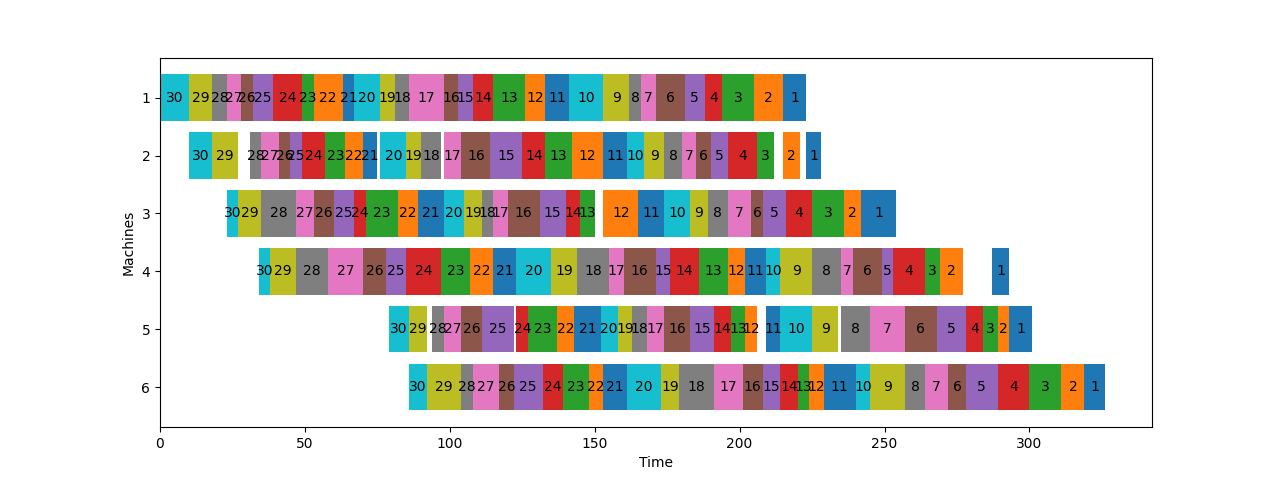 1 30 29 28 27 26 25 24 23 22 21 20 19 18 17 16 15 14 13 12 11 10 9 8 7 6 5 4 3 2 1
2 30 29 28 27 26 25 24 23 22 21 20 19 18 17 16 15 14 13 12 11 10 9 8 7 6 5 4 3 2 1
3 30 29 28 27 26 25 24 23 22 21 20 19 18 17 16 15 14 13 12 11 10 9 8 7 6 5 4 3 2 1
4 30 29 28 27 26 25 24 23 22 21 20 19 18 17 16 15 14 13 12 11 10 9 8 7 6 5 4 3 2 1
5 30 29 28 27 26 25 24 23 22 21 20 19 18 17 16 15 14 13 12 11 10 9 8 7 6 5 4 3 2 1
6 30 29 28 27 26 25 24 23 22 21 20 19 18 17 16 15 14 13 12 11 10 9 8 7 6 5 4 3 2 1
Machines
0 50 100 150 200 250 300
Time